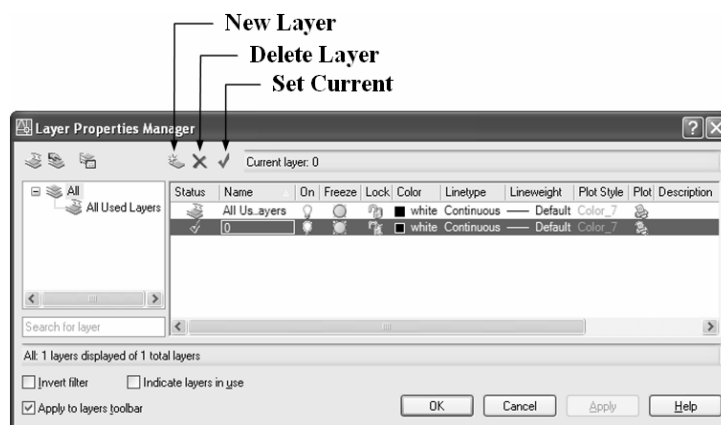 New Layer
Delete Layer
Set Current
Layer Properties Manager
Current layer: 0
All
All Used Layers
Status Name On Freeze Lock Color Linetype Lineweight Plot Style Plot Description
All Us..ayers white Continuous Default Color_7
0 white Continuous Default Color_7
Search for layer
All: 1 layers displayed of 1 total layers
Invert filter Indicate layers in use
Apply to layers toolbar OK Cancel Apply Help